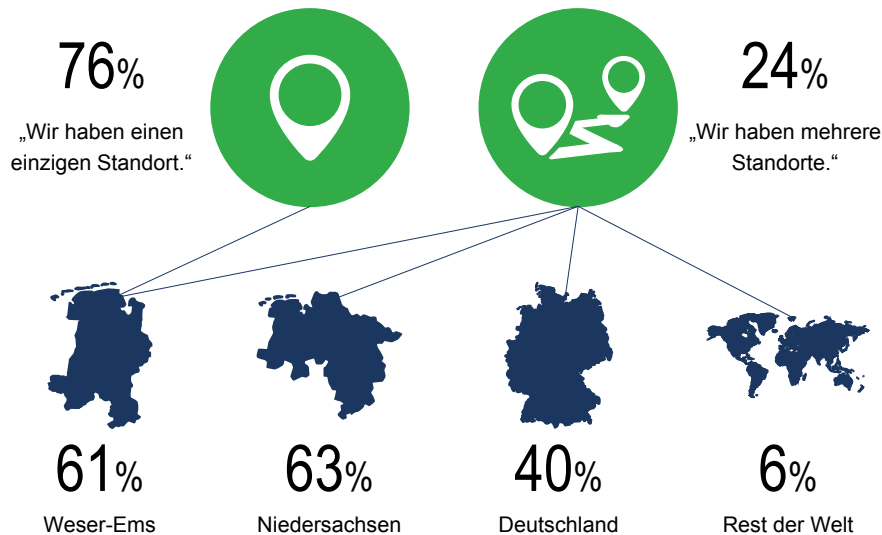 76%
„Wir haben einen
einzigen Standort.“
24%
„Wir haben mehrere
Standorte.“
61%
Weser-Ems
63%
Niedersachsen
40%
Deutschland
6%
Rest der Welt